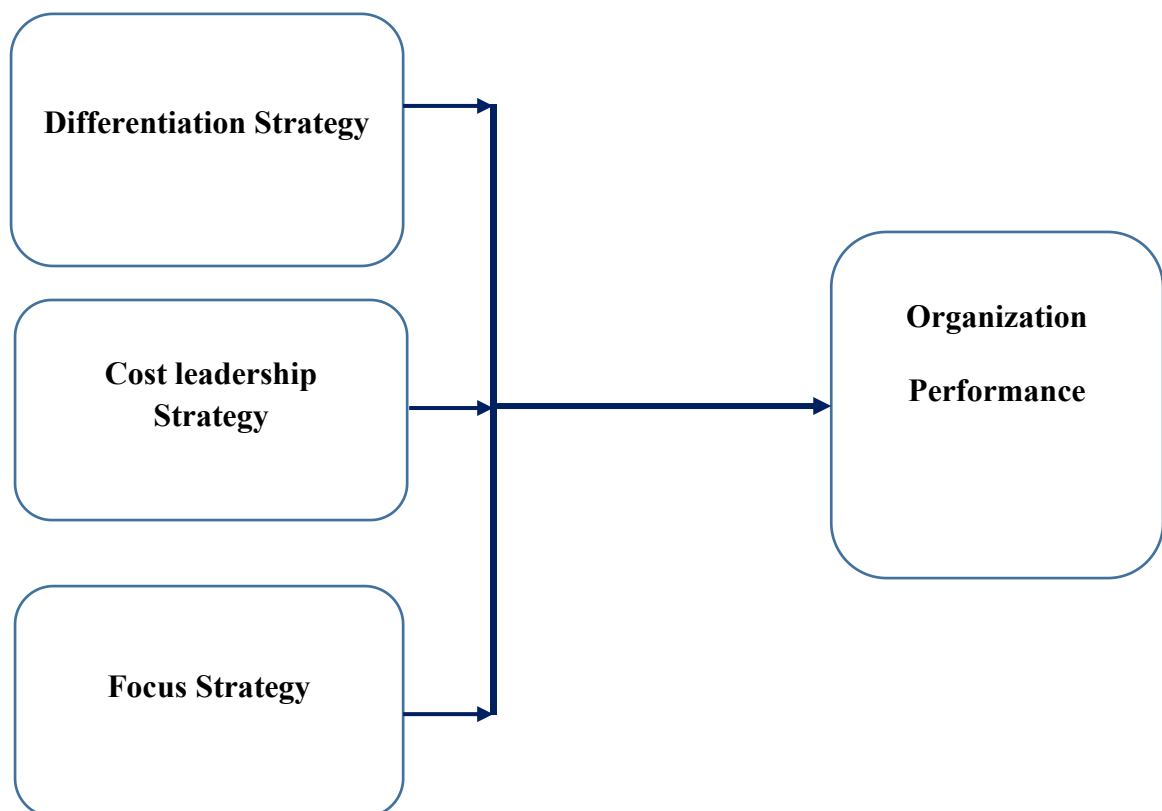 Differentiation Strategy
Cost leadership
Strategy
Focus Strategy
Organization
Performance